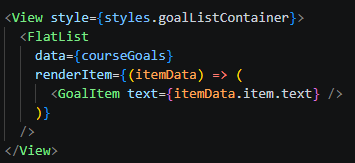 <View style={styles.goalListContainer}>
  <FlatList
    data={courseGoals}
    renderItem={(itemData) => (
      <GoalItem text={itemData.item.text} />
    )}
  />
</View>